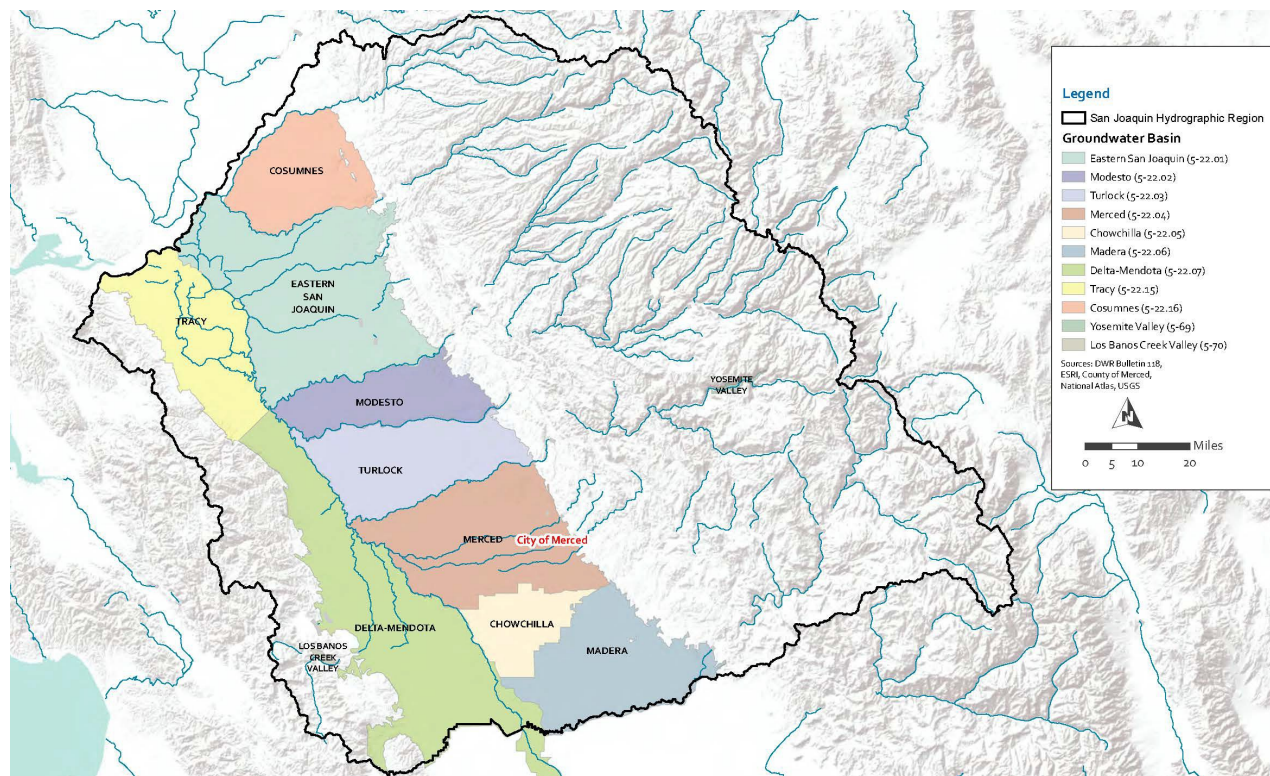 COSUMNES
EASTERN
SAN
JOAQUIN
TRACY
MODESTO
YOSEMITE
VALLEY
TURLOCK
MERCED
City of Merced
CHOWCHILLA
DELTA-MENDOTA
MADERA
LOS BANOS
CREEK
VALLEY
Legend
San Joaquin Hydrographic Region
Groundwater Basin
Eastern San Joaquin (5-22.01)
Modesto (5-22.02)
Turlock (5-22.03)
Merced (5-22.04)
Chowchilla (5-22.05)
Madera (5-22.06)
Delta-Mendota (5-22.07)
Tracy (5-22.15)
Cosumnes (5-22.16)
Yosemite Valley (5-69)
Los Banos Creek Valley (5-70)
Sources: DWR Bulletin 118,
ESRI, County of Merced,
National Atlas, USGS
N
Miles
0 5 10 20